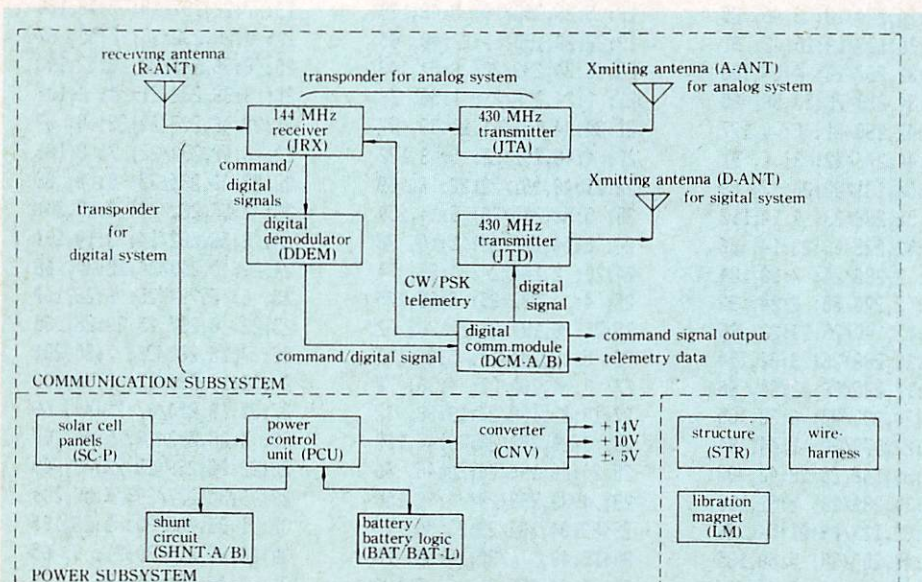 receiving antenna
(R-ANT)
transponder for analog system
Xmitting antenna (A-ANT)
for analog system
144 MHz
receiver
(JRX)
430 MHz
transmitter
(JTA)
command/
digital
signals
Xmitting antenna (D-ANT)
for sigital system
transponder
for
digital system
digital
demodulator
(DDEM)
430 MHz
transmitter
(JTD)
CW/PSK
telemetry
digital
signal
digital
comm.module
(DCM-A/B)
command signal output
telemetry data
command/digital signal
COMMUNICATION SUBSYSTEM
solar cell
panels
(SC-P)
power
control
unit (PCU)
converter
(CNV)
+14V
+10V
±. 5V
structure
(STR)
wire-
harness
libration
magnet
(LM)
shunt
circuit
(SHNT-A/B)
battery/
battery logic
(BAT/BAT-L)
POWER SUBSYSTEM